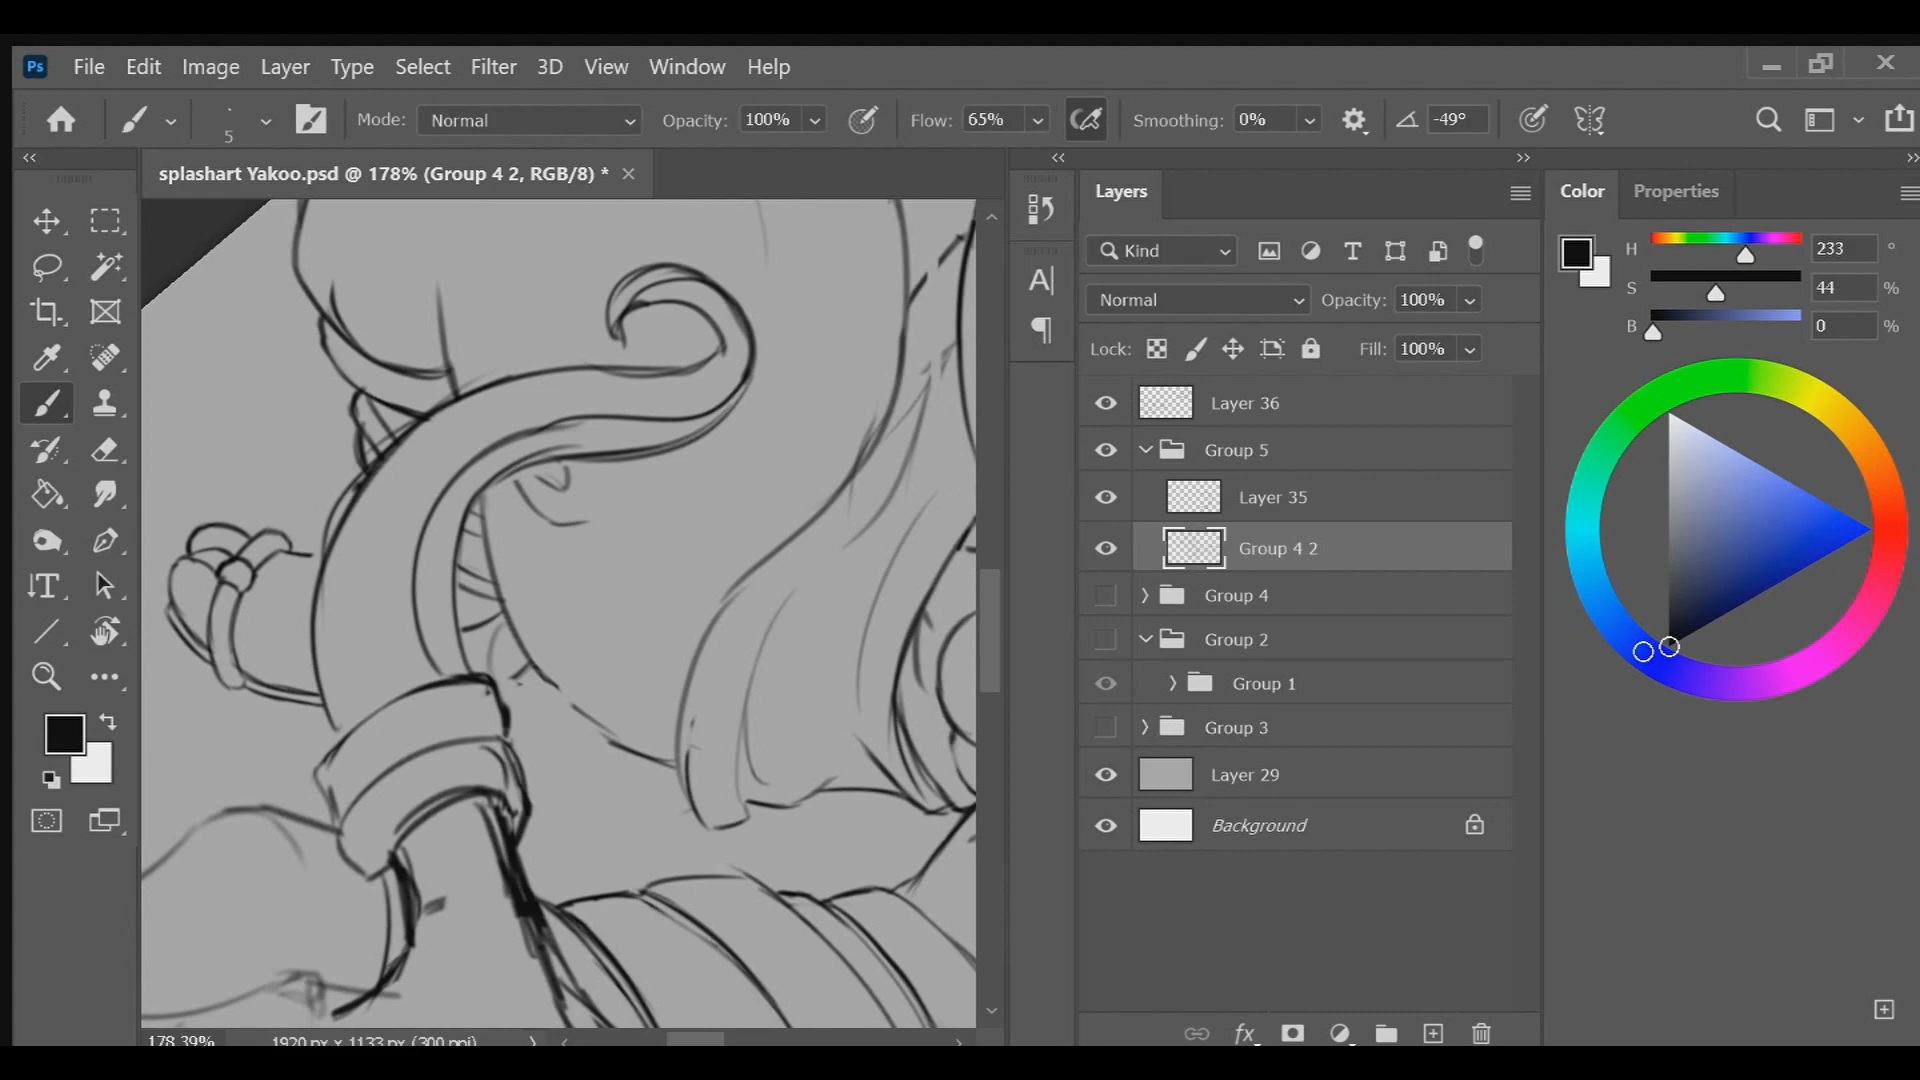 Ps File Edit Image Layer Type Select Filter 3D View Window Help
5 Mode: Normal Opacity: 100% Flow: 65% Smoothing: 0% -49°
splashart Yakoo.psd @ 178% (Group 4 2, RGB/8) *
Layers
Kind
Normal Opacity: 100%
Lock: Fill: 100%
Layer 36
Group 5
Layer 35
Group 4 2
Group 4
Group 2
Group 1
Group 3
Layer 29
Background
fx
Color Properties
H 233 °
S 44 %
B 0 %
178.39% 1920 px x 1133 px (300 ppi)